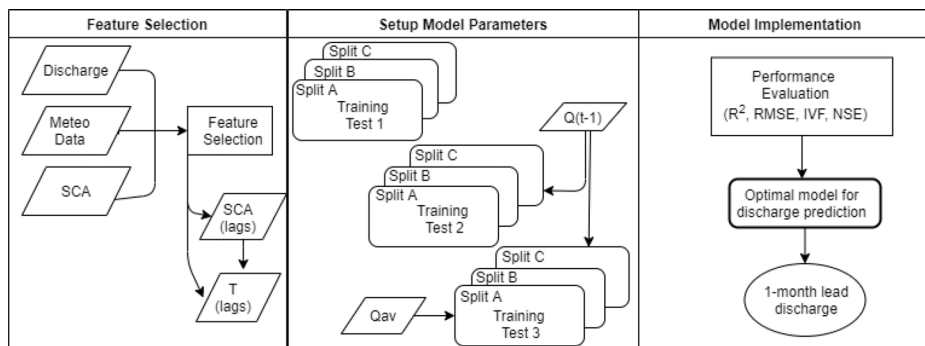 Feature Selection
Discharge
Meteo
Data
SCA
Feature
Selection
SCA
(lags)
T
(lags)
Setup Model Parameters
Split C
Split B
Split A
Training
Test 1
Q(t-1)
Split C
Split B
Split A
Training
Test 2
Split C
Split B
Split A
Training
Test 3
Qav
Model Implementation
Performance
Evaluation
(R², RMSE, IVF, NSE)
Optimal model for
discharge prediction
1-month lead
discharge